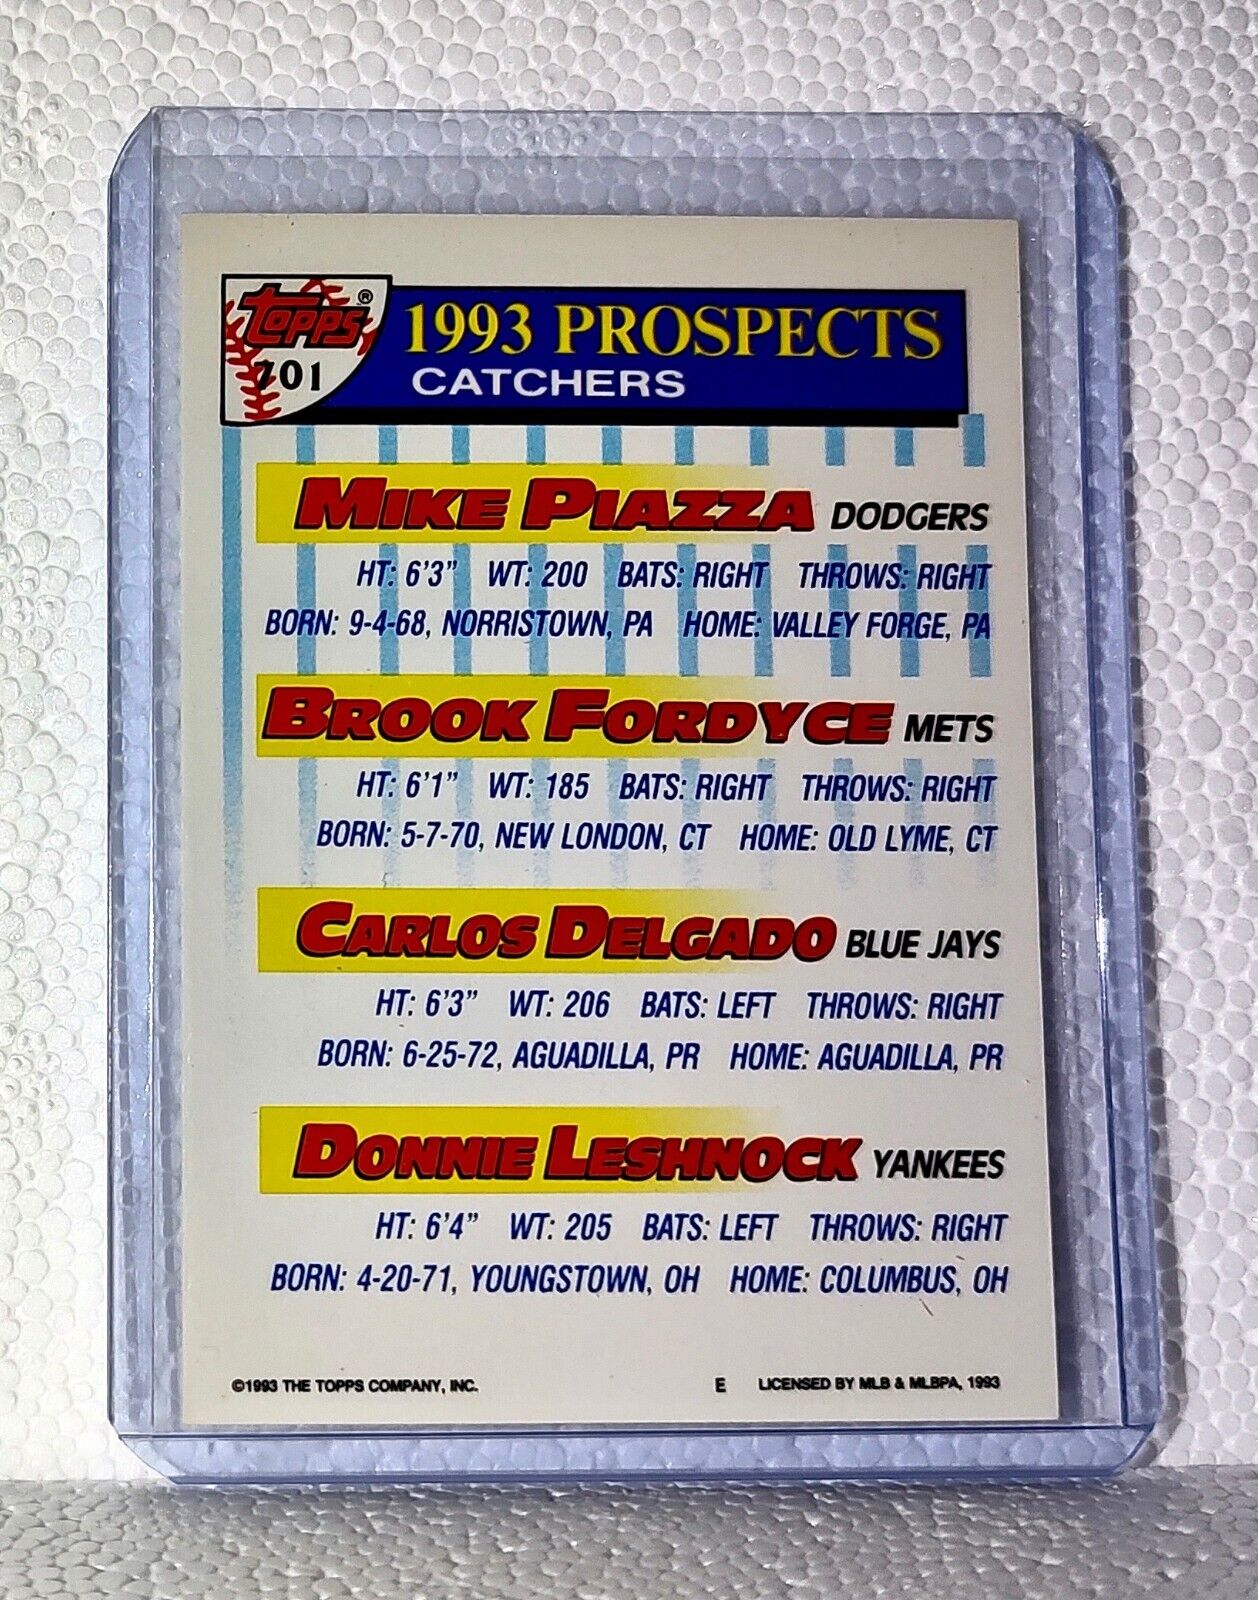 Topps®
701
1993 PROSPECTS
CATCHERS
MIKE PIAZZA DODGERS
HT: 6'3" WT: 200 BATS: RIGHT THROWS: RIGHT
BORN: 9-4-68, NORRISTOWN, PA HOME: VALLEY FORGE, PA
BROOK FORDYCE METS
HT: 6'1" WT: 185 BATS: RIGHT THROWS: RIGHT
BORN: 5-7-70, NEW LONDON, CT HOME: OLD LYME, CT
CARLOS DELGADO BLUE JAYS
HT: 6'3" WT: 206 BATS: LEFT THROWS: RIGHT
BORN: 6-25-72, AGUADILLA, PR HOME: AGUADILLA, PR
DONNIE LESHNOCK YANKEES
HT: 6'4" WT: 205 BATS: LEFT THROWS: RIGHT
BORN: 4-20-71, YOUNGSTOWN, OH HOME: COLUMBUS, OH
©1993 THE TOPPS COMPANY, INC. E LICENSED BY MLB & MLBPA, 1993